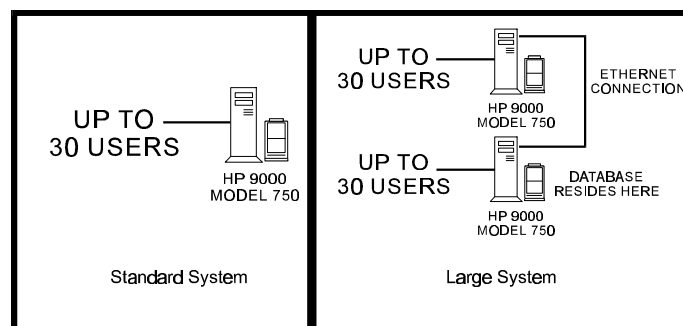 UP TO
30 USERS
HP 9000
MODEL 750
Standard System
UP TO
30 USERS
HP 9000
MODEL 750
ETHERNET
CONNECTION
UP TO
30 USERS
HP 9000
MODEL 750
DATABASE
RESIDES HERE
Large System